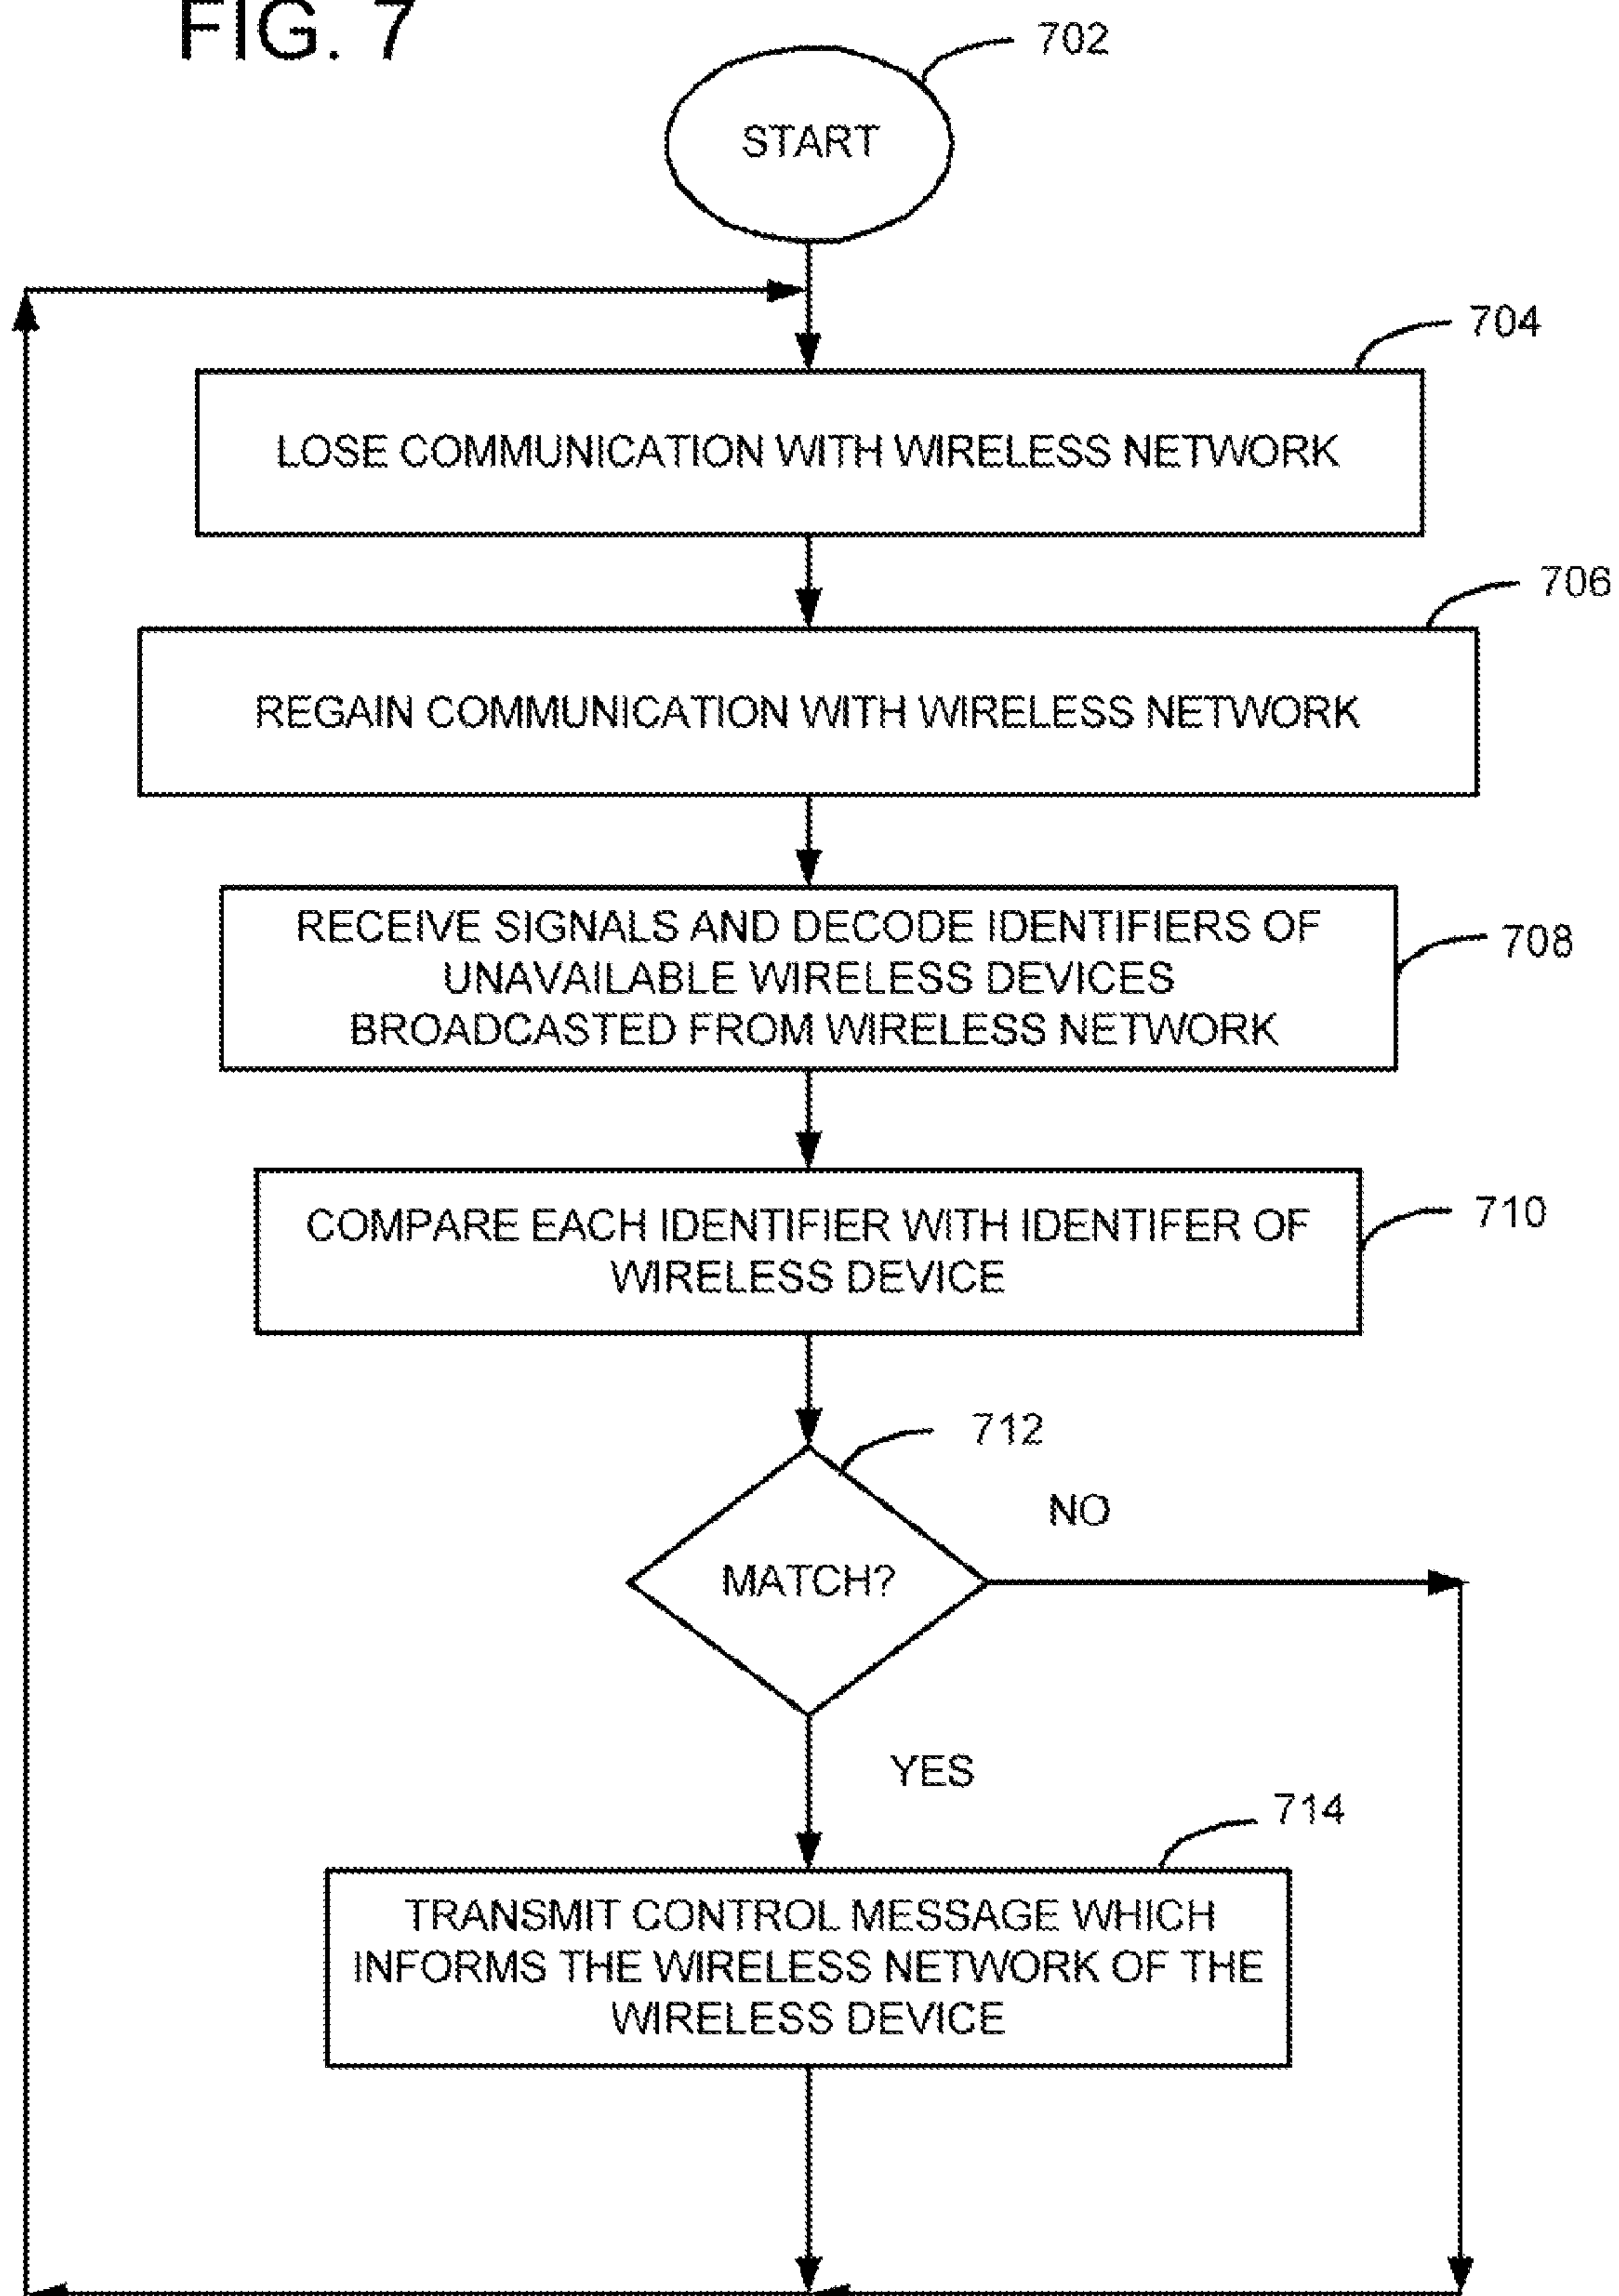 FIG. 7
702
START
704
LOSE COMMUNICATION WITH WIRELESS NETWORK
706
REGAIN COMMUNICATION WITH WIRELESS NETWORK
RECEIVE SIGNALS AND DECODE IDENTIFIERS OF
UNAVAILABLE WIRELESS DEVICES
BROADCASTED FROM WIRELESS NETWORK
708
COMPARE EACH IDENTIFIER WITH IDENTIFER OF
WIRELESS DEVICE
710
712
NO
MATCH?
YES
714
TRANSMIT CONTROL MESSAGE WHICH
INFORMS THE WIRELESS NETWORK OF THE
WIRELESS DEVICE